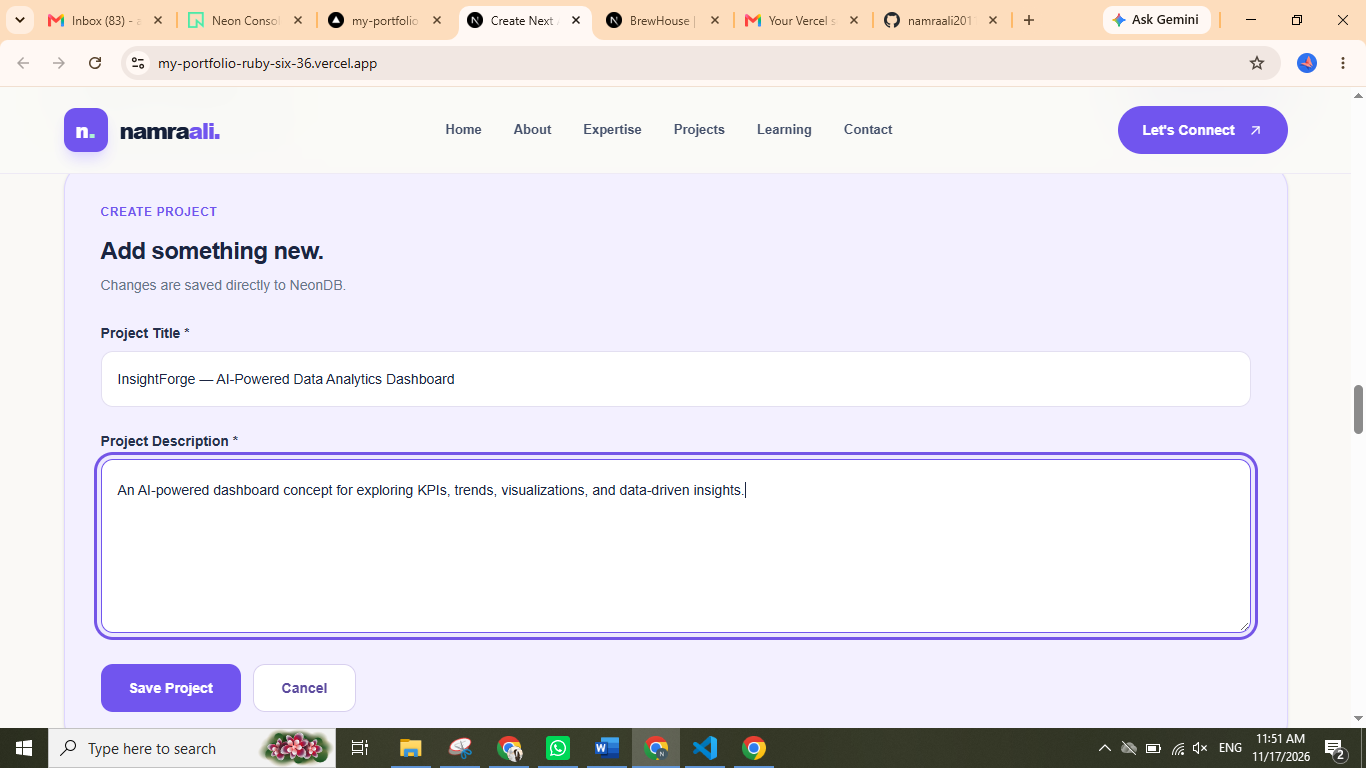 Inbox (83) - a
Neon Consol
my-portfolio
Create Next A
BrewHouse |
Your Vercel s
namraali201
Ask Gemini
my-portfolio-ruby-six-36.vercel.app
n.
namraali.
Home
About
Expertise
Projects
Learning
Contact
Let's Connect
CREATE PROJECT
Add something new.
Changes are saved directly to NeonDB.
Project Title *
InsightForge — AI-Powered Data Analytics Dashboard
Project Description *
An AI-powered dashboard concept for exploring KPIs, trends, visualizations, and data-driven insights.
Save Project
Cancel
Type here to search
ENG
11:51 AM
11/17/2026
2